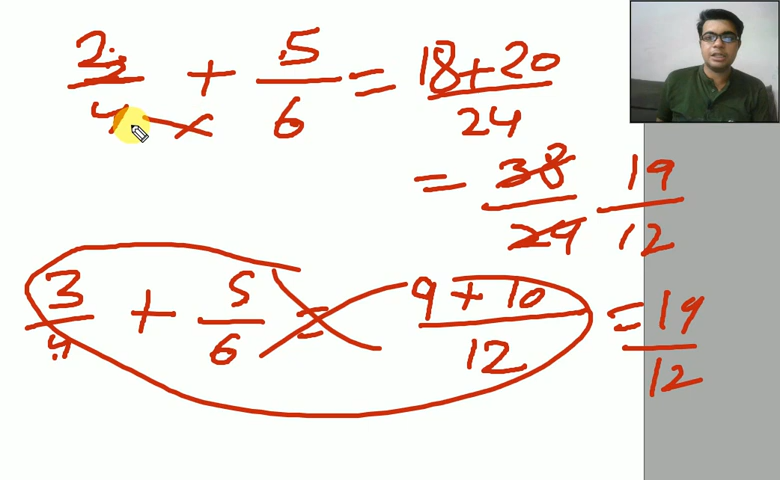 3/4 + 5/6 = 18+20/24
= 38/24 19/12
3/4 + 5/6 = 9+10/12 = 19/12